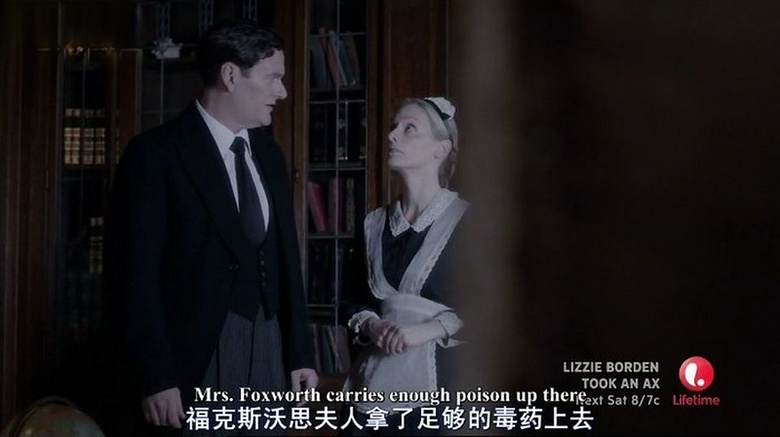 LIZZIE BORDEN
TOOK AN AX
Next Sat 8/7c
Lifetime
Mrs. Foxworth carries enough poison up there
福克斯沃思夫人拿了足够的毒药上去